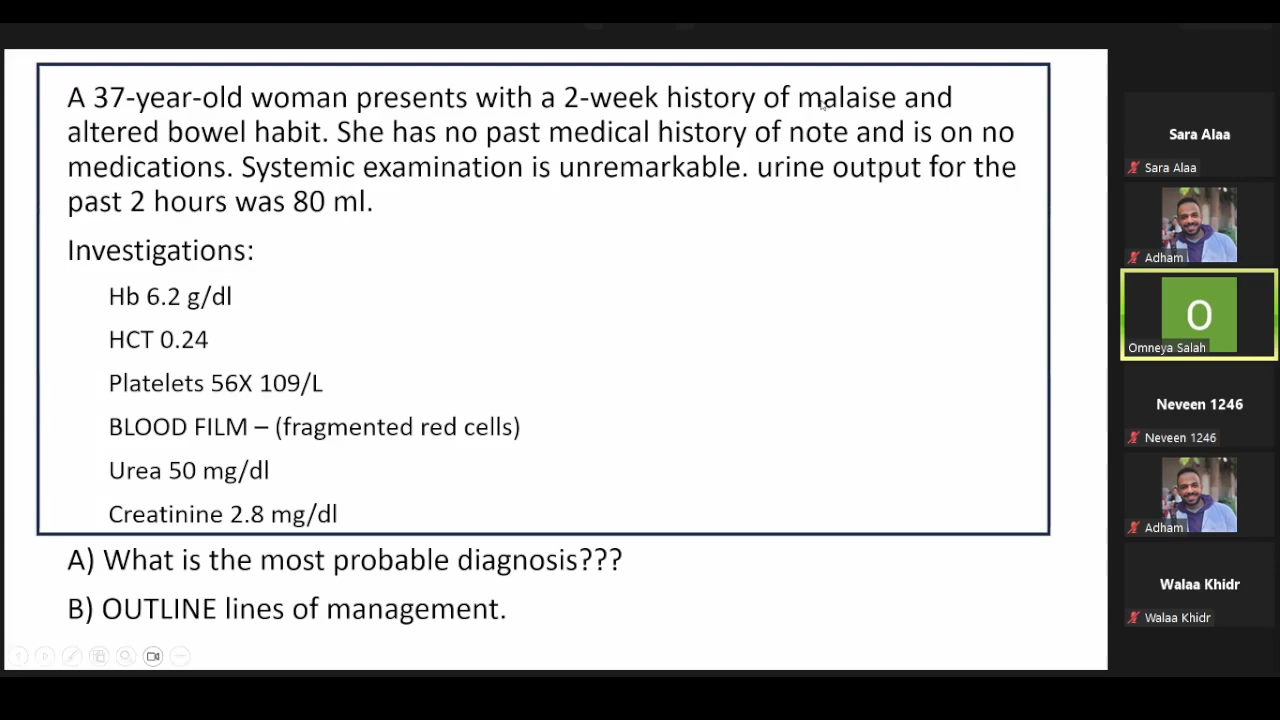 A 37-year-old woman presents with a 2-week history of malaise and
altered bowel habit. She has no past medical history of note and is on no
medications. Systemic examination is unremarkable. urine output for the
past 2 hours was 80 ml.
Investigations:
Hb 6.2 g/dl
HCT 0.24
Platelets 56X 109/L
BLOOD FILM – (fragmented red cells)
Urea 50 mg/dl
Creatinine 2.8 mg/dl
A) What is the most probable diagnosis???
B) OUTLINE lines of management.
Sara Alaa
Sara Alaa
Adham
O
Omneya Salah
Neveen 1246
Neveen 1246
Adham
Walaa Khidr
Walaa Khidr